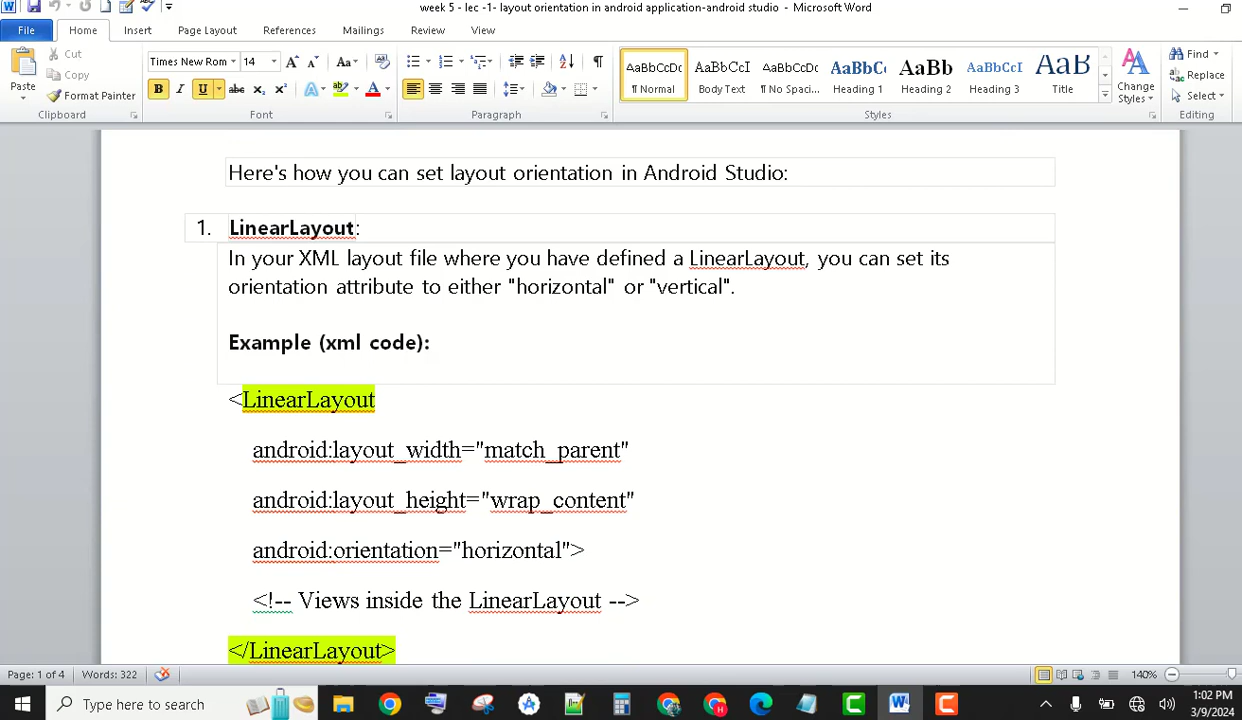 week 5 - lec -1- layout orientation in android application-android studio - Microsoft Word
File Home Insert Page Layout References Mailings Review View
Paste
Cut
Copy
Format Painter
Clipboard
Times New Rom 14
Aa
B I U abc x₂ x²
Font
Paragraph
AaBbCcDc AaBbCcI AaBbCcDc AaBbC AaBb AaBbCcI AaB
¶ Normal Body Text ¶ No Spaci... Heading 1 Heading 2 Heading 3 Title
Change Styles
Styles
Find
Replace
Select
Editing
Here's how you can set layout orientation in Android Studio:
1. LinearLayout:
In your XML layout file where you have defined a LinearLayout, you can set its
orientation attribute to either "horizontal" or "vertical".
Example (xml code):
<LinearLayout
android:layout_width="match_parent"
android:layout_height="wrap_content"
android:orientation="horizontal">
<!-- Views inside the LinearLayout -->
</LinearLayout>
Page: 1 of 4 Words: 322 140%
Type here to search
1:02 PM
3/9/2024